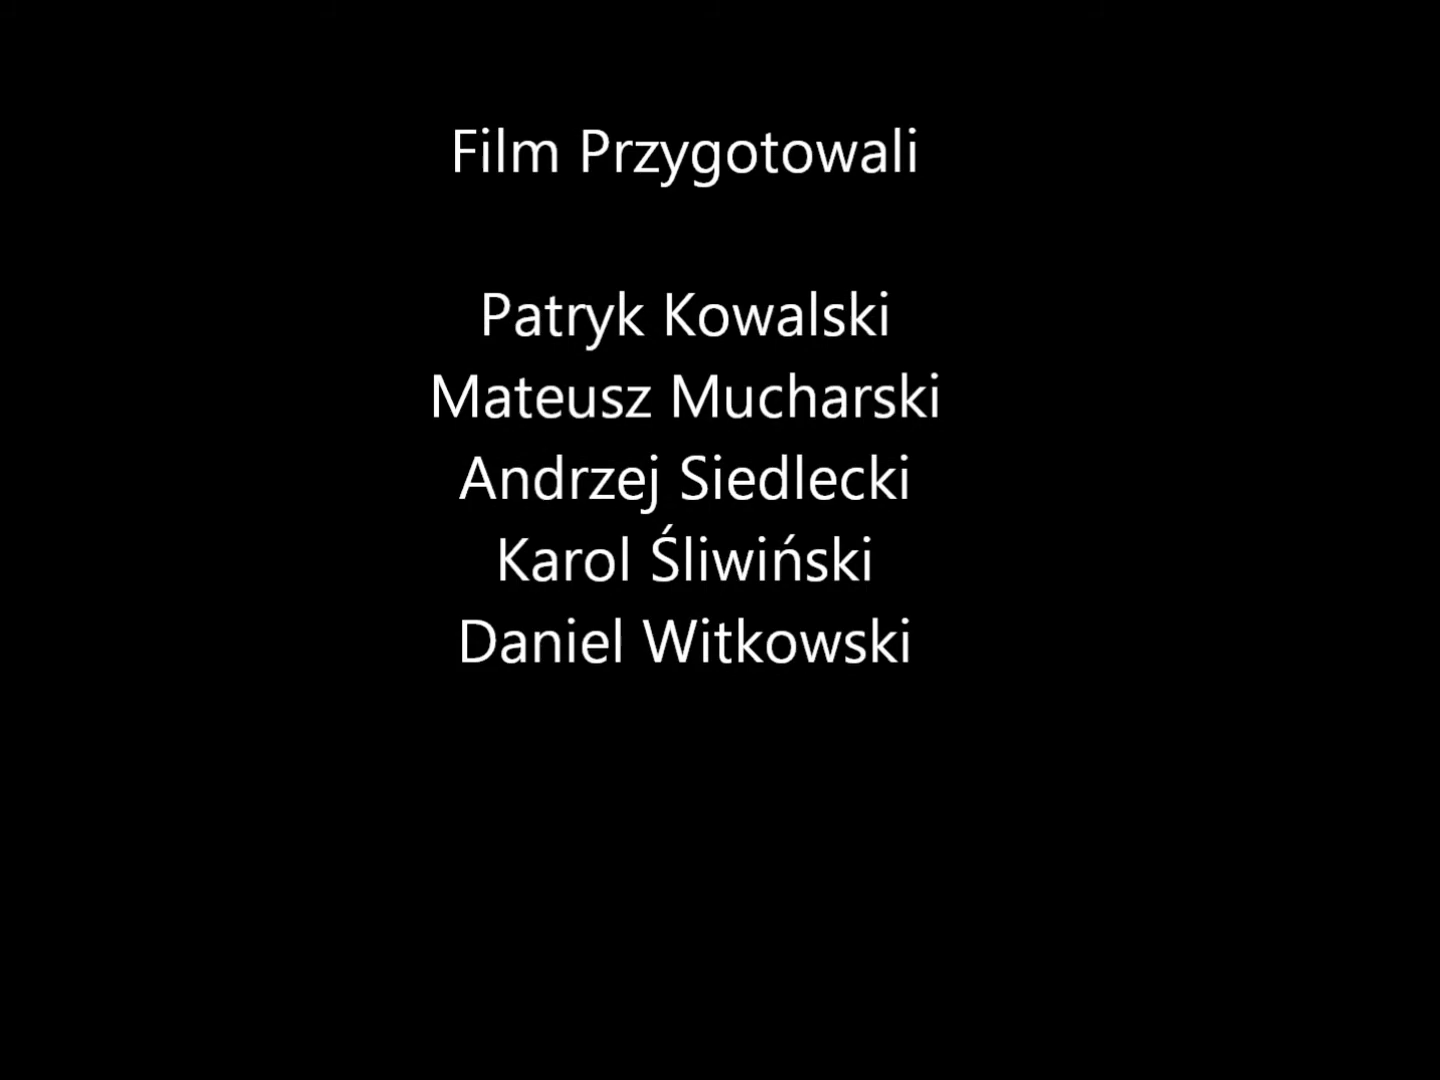 Film Przygotowali
Patryk Kowalski
Mateusz Mucharski
Andrzej Siedlecki
Karol Śliwiński
Daniel Witkowski